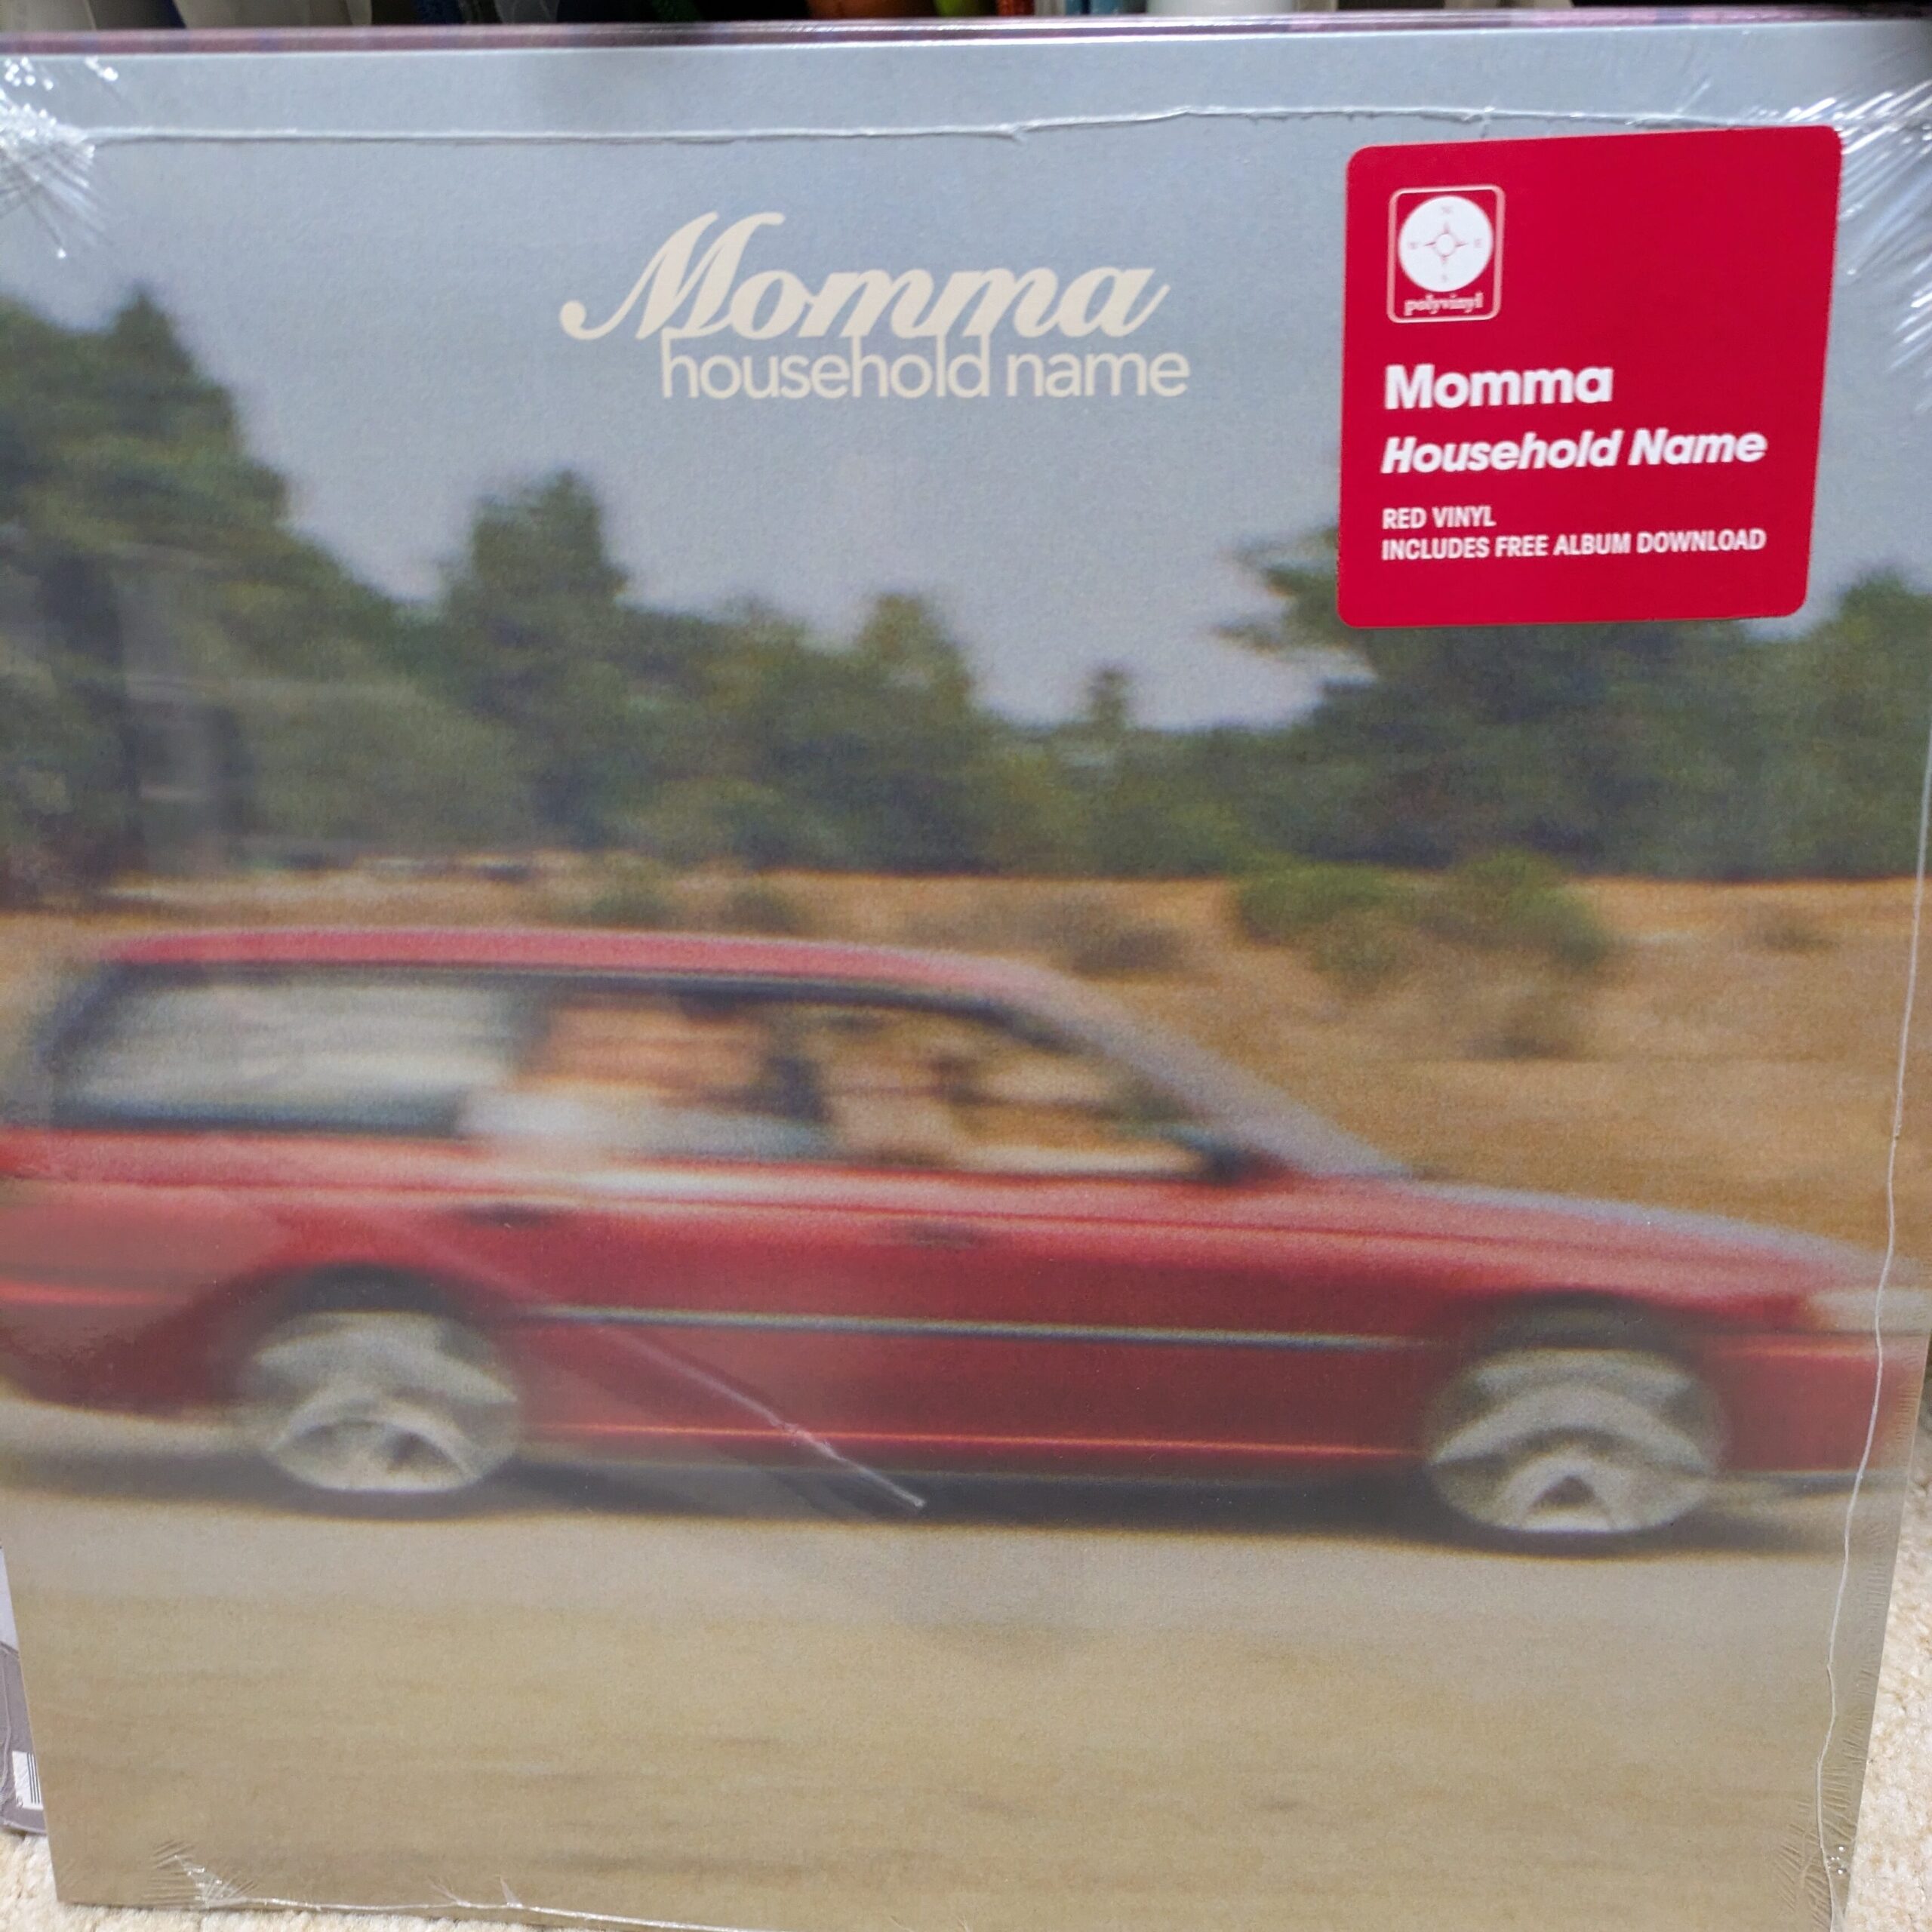 Momma
household name
N
W E
S
polyvinyl
Momma
Household Name
RED VINYL
INCLUDES FREE ALBUM DOWNLOAD